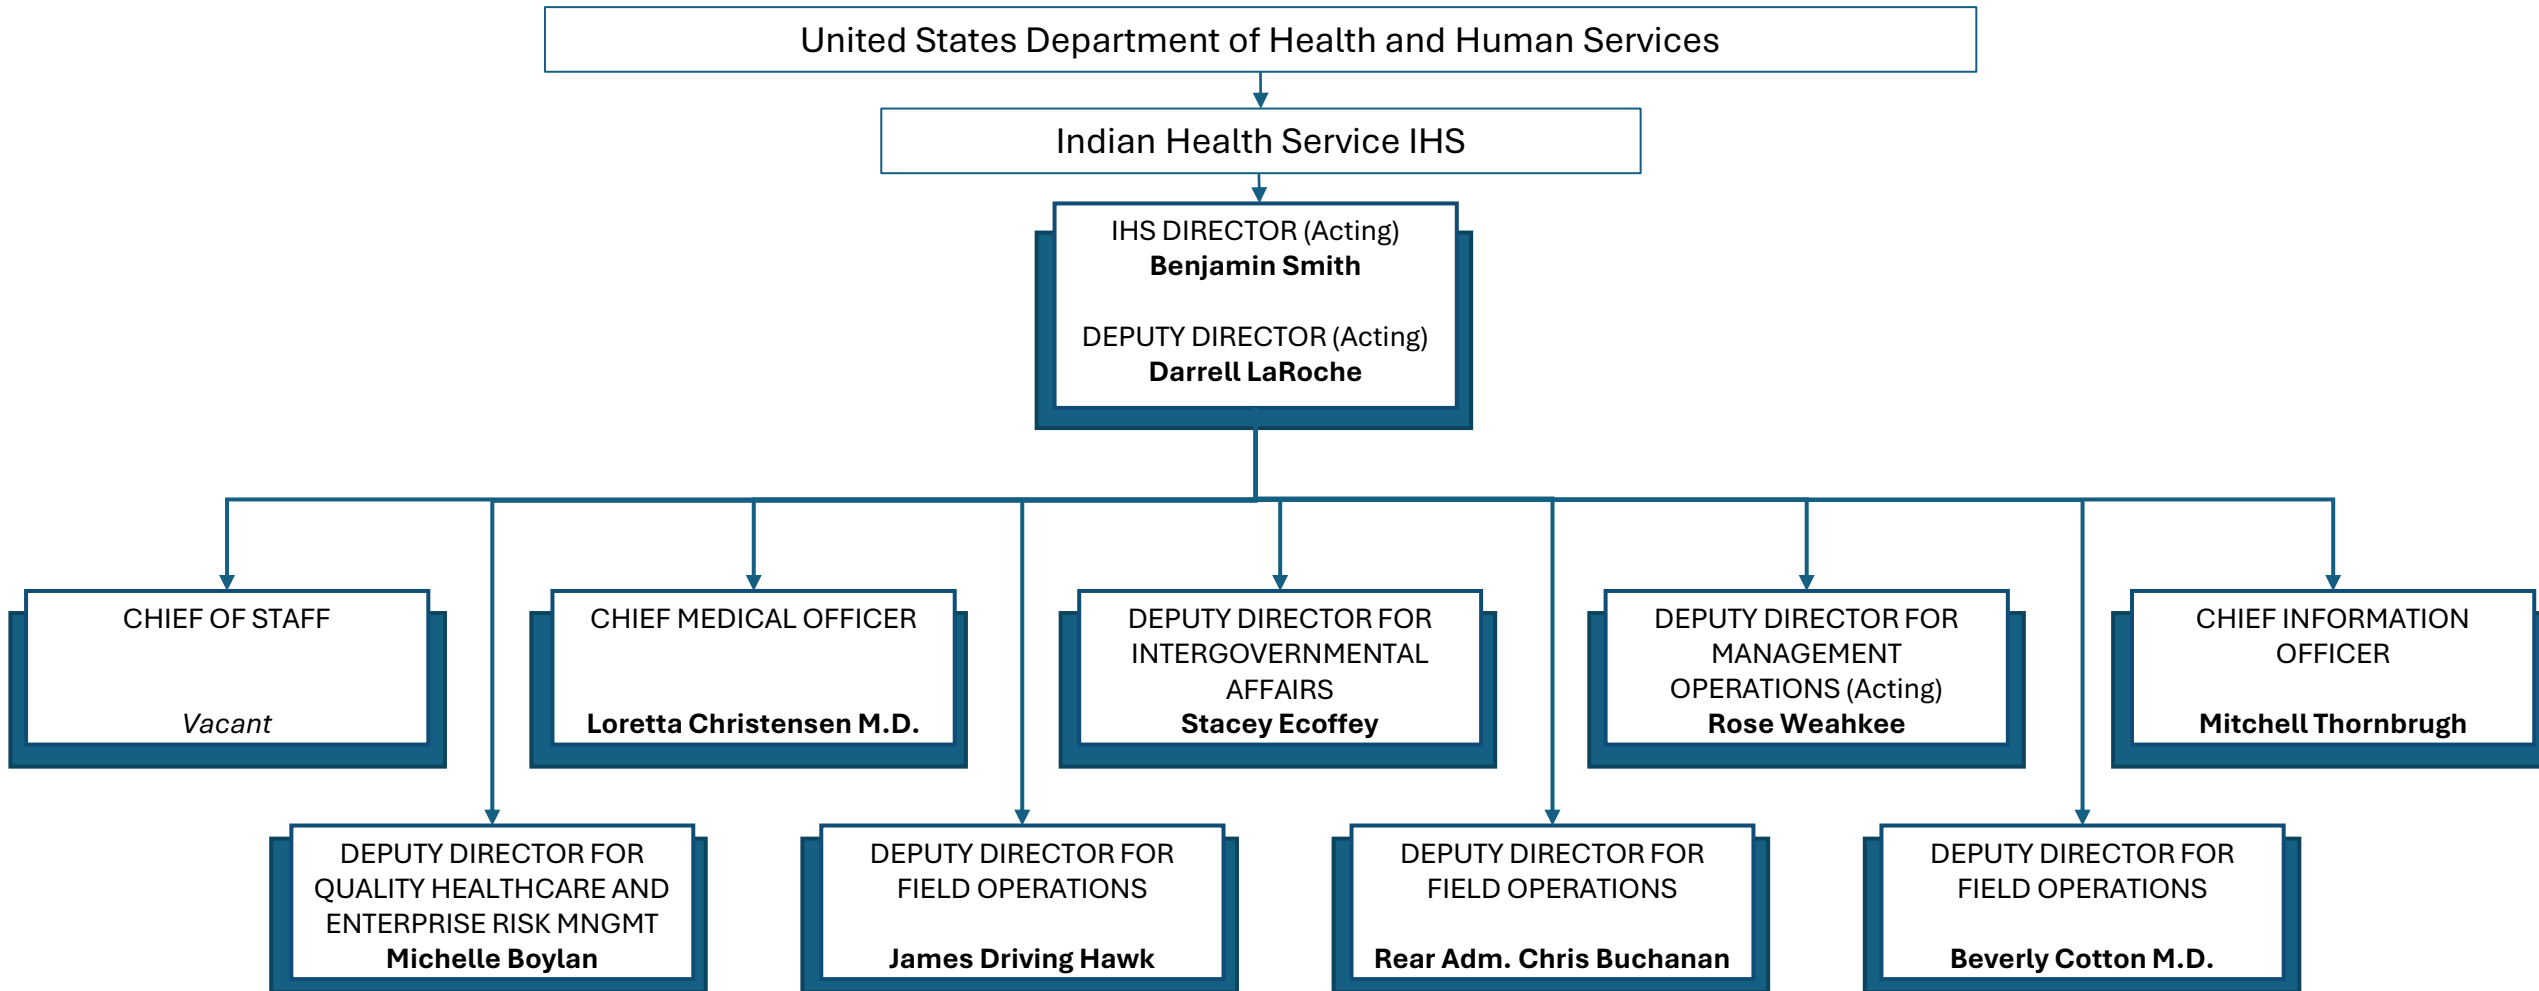 United States Department of Health and Human Services
Indian Health Service IHS
IHS DIRECTOR (Acting)
Benjamin Smith
DEPUTY DIRECTOR (Acting)
Darrell LaRoche
CHIEF OF STAFF
Vacant
CHIEF MEDICAL OFFICER
Loretta Christensen M.D.
DEPUTY DIRECTOR FOR
INTERGOVERNMENTAL
AFFAIRS
Stacey Ecoffey
DEPUTY DIRECTOR FOR
MANAGEMENT
OPERATIONS (Acting)
Rose Weahkee
CHIEF INFORMATION
OFFICER
Mitchell Thornbrugh
DEPUTY DIRECTOR FOR
QUALITY HEALTHCARE AND
ENTERPRISE RISK MNGMT
Michelle Boylan
DEPUTY DIRECTOR FOR
FIELD OPERATIONS
James Driving Hawk
DEPUTY DIRECTOR FOR
FIELD OPERATIONS
Rear Adm. Chris Buchanan
DEPUTY DIRECTOR FOR
FIELD OPERATIONS
Beverly Cotton M.D.